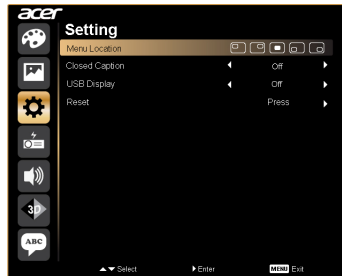 acer
Setting
Menu Location
Closed Caption Off
USB Display Off
Reset Press
3D
ABC
Select Enter MENU Exit